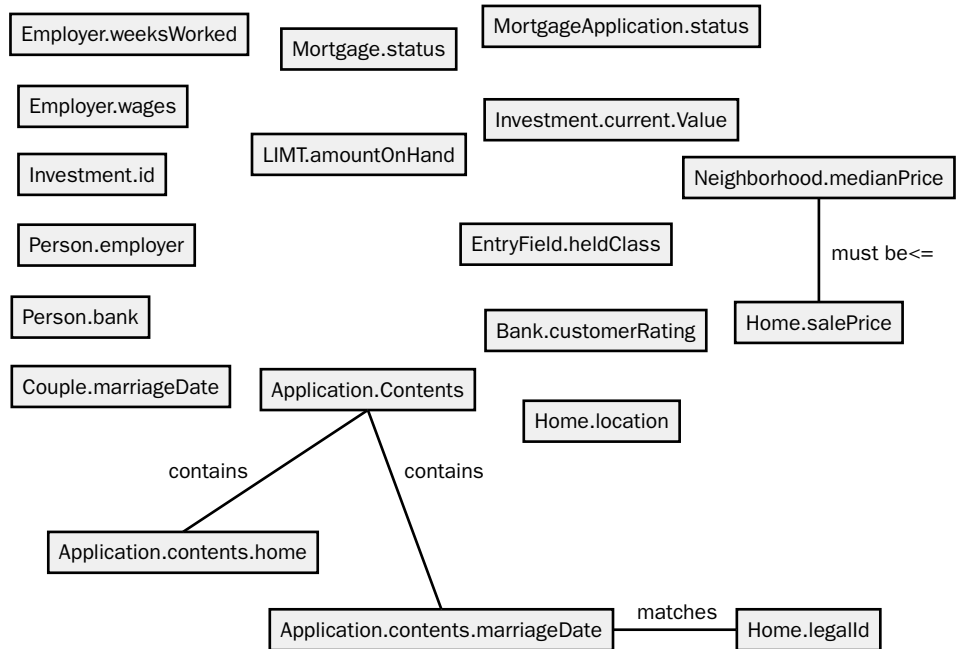 Employer.weeksWorked
Mortgage.status
MortgageApplication.status
Employer.wages
Investment.current.Value
LIMT.amountOnHand
Investment.id
Neighborhood.medianPrice
Person.employer
EntryField.heldClass
must be<=
Person.bank
Bank.customerRating
Home.salePrice
Couple.marriageDate
Application.Contents
Home.location
contains
contains
Application.contents.home
Application.contents.marriageDate
matches
Home.legalId